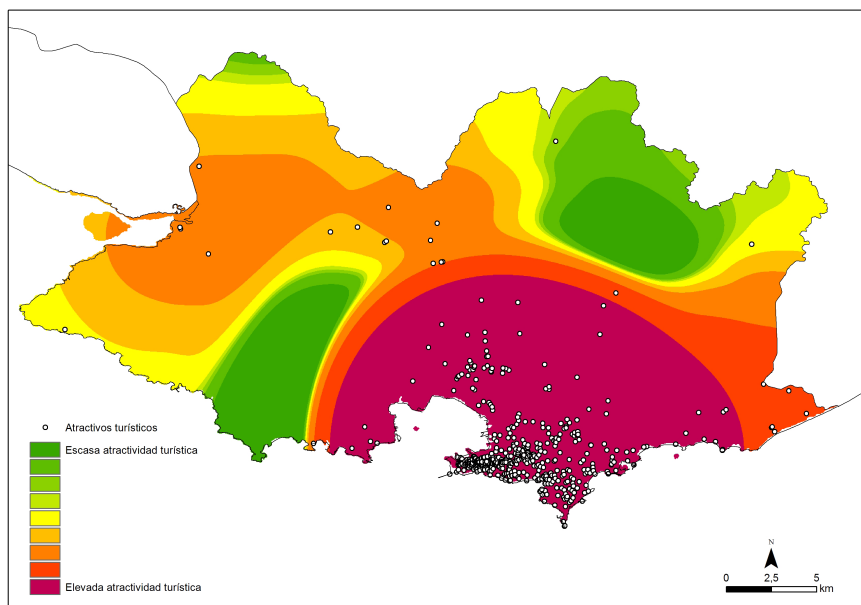 Atractivos turísticos
Escasa atractividad turística
Elevada atractividad turística
N
0 2,5 5
km